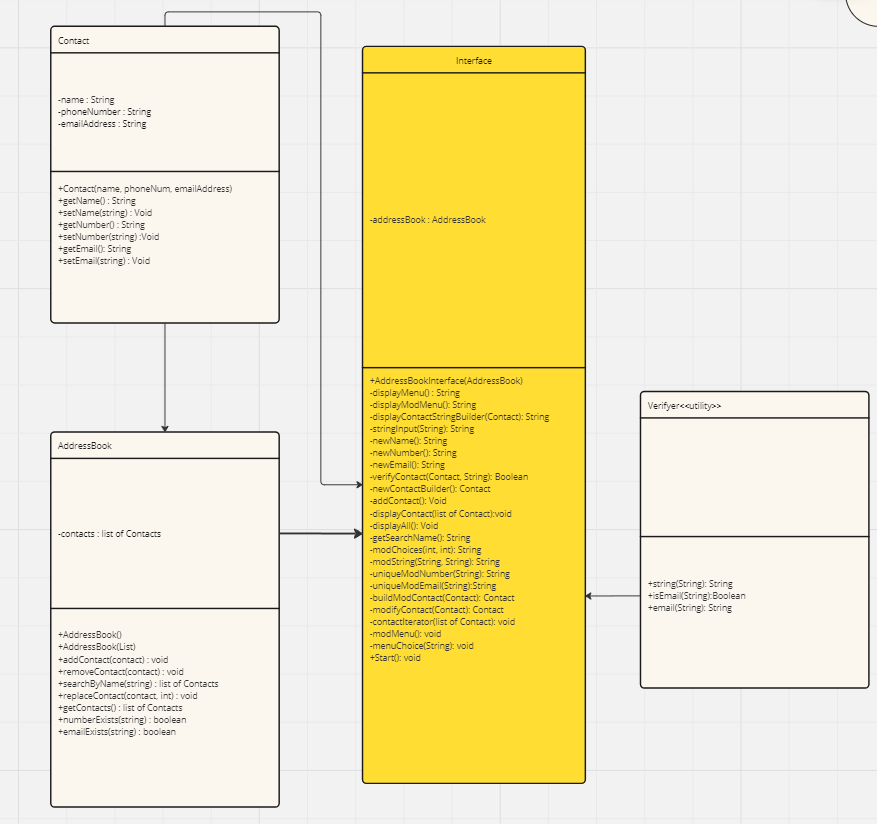 Contact
-name : String
-phoneNumber : String
-emailAddress : String
+Contact(name, phoneNum, emailAddress)
+getName() : String
+setName(string) : Void
+getNumber() : String
+setNumber(string) :Void
+getEmail(): String
+setEmail(string) : Void
AddressBook
-contacts : list of Contacts
+AddressBook()
+AddressBook(List)
+addContact(contact) : void
+removeContact(contact) : void
+searchByName(string) : list of Contacts
+replaceContact(contact, int) : void
+getContacts() : list of Contacts
+numberExists(string) : boolean
+emailExists(string) : boolean
Interface
-addressBook : AddressBook
+AddressBookInterface(AddressBook)
-displayMenu() : String
-displayModMenu(): String
-displayContactStringBuilder(Contact): String
-stringInput(String): String
-newName(): String
-newNumber(): String
-newEmail(): String
-verifyContact(Contact, String): Boolean
-newContactBuilder(): Contact
-addContact(): Void
-displayContact(list of Contact):void
-displayAll(): Void
-getSearchName(): String
-modChoices(int, int): String
-modString(String, String): String
-uniqueModNumber(String): String
-uniqueModEmail(String):String
-buildModContact(Contact): Contact
-modifyContact(Contact): Contact
-contactIterator(list of Contact): void
-modMenu(): void
-menuChoice(String): void
+Start(): void
Verifyer<<utility>>
+string(String): String
+isEmail(String):Boolean
+email(String): String